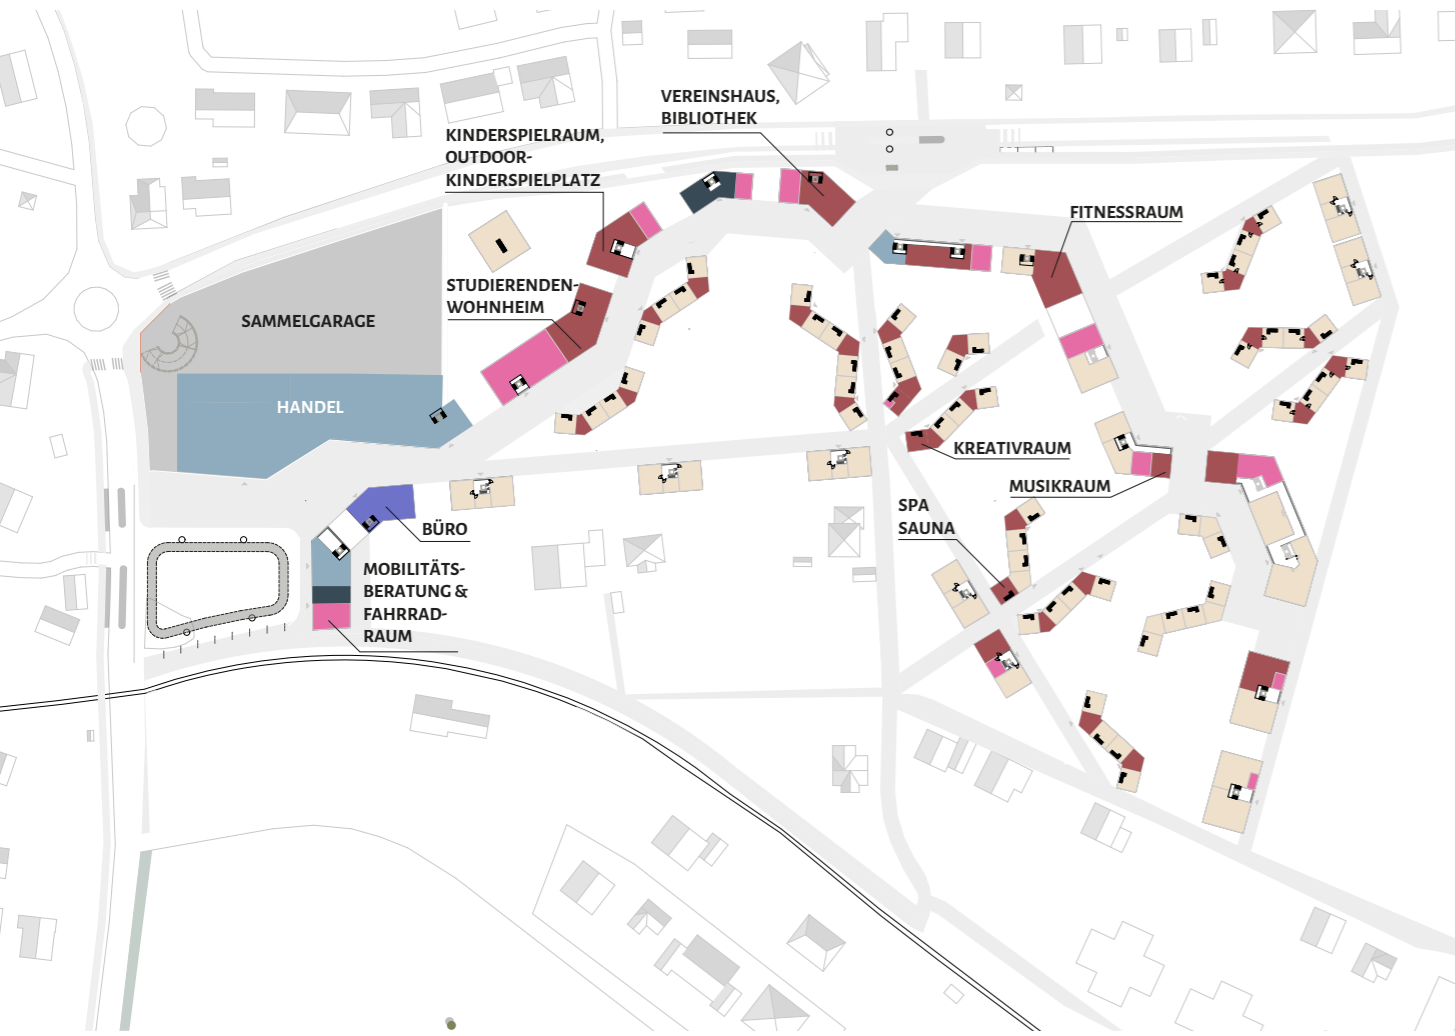 VEREINSHAUS,
BIBLIOTHEK
KINDERSPIELRAUM,
OUTDOOR-
KINDERSPIELPLATZ
FITNESSRAUM
STUDIERENDEN-
WOHNHEIM
SAMMELGARAGE
HANDEL
KREATIVRAUM
MUSIKRAUM
SPA
SAUNA
BÜRO
MOBILITÄTS-
BERATUNG &
FAHRRAD-
RAUM